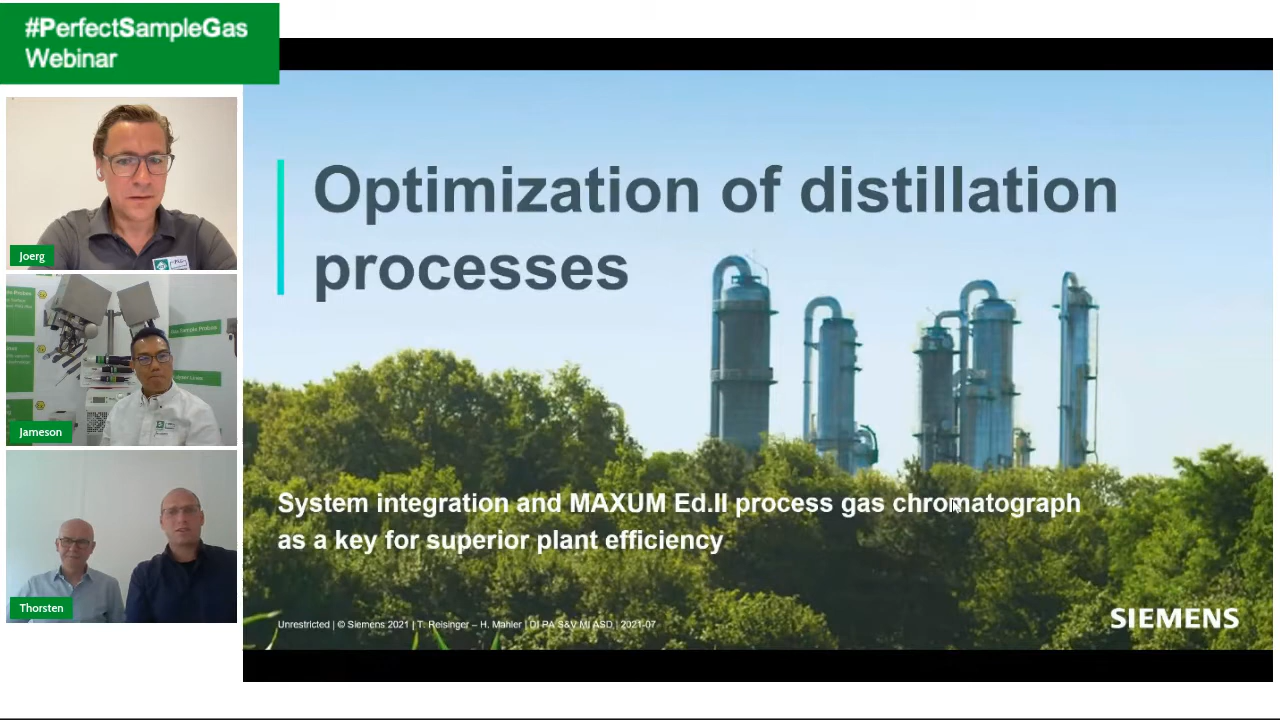 #PerfectSampleGas
Webinar
Joerg
Jameson
Thorsten
Optimization of distillation
processes
System integration and MAXUM Ed.II process gas chromatograph
as a key for superior plant efficiency
Unrestricted | © Siemens 2021 | T. Reisinger – H. Mahler | DI PA S&V MI ASD | 2021-07
SIEMENS